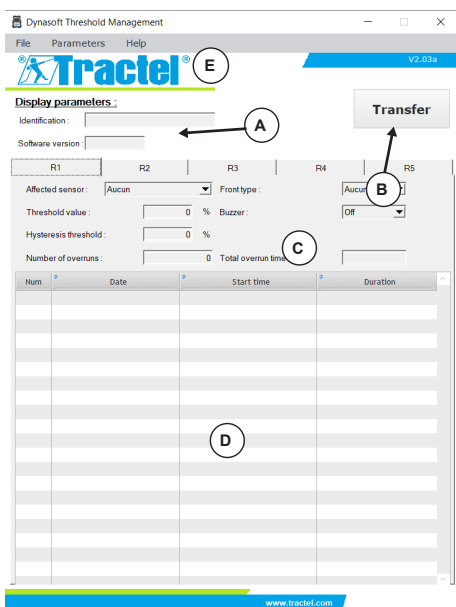 Dynasoft Threshold Management
File Parameters Help
V2.03a
Tractel®
E
Display parameters :
Identification :
A
Transfer
Software version :
R1 R2 R3 R4 R5
Affected sensor : Aucun Front type : Aucun
B
Threshold value : 0 % Buzzer : Off
Hysteresis threshold : 0 %
C
Number of overruns : 0 Total overrun time
Num Date Start time Duration
D
www.tractel.com